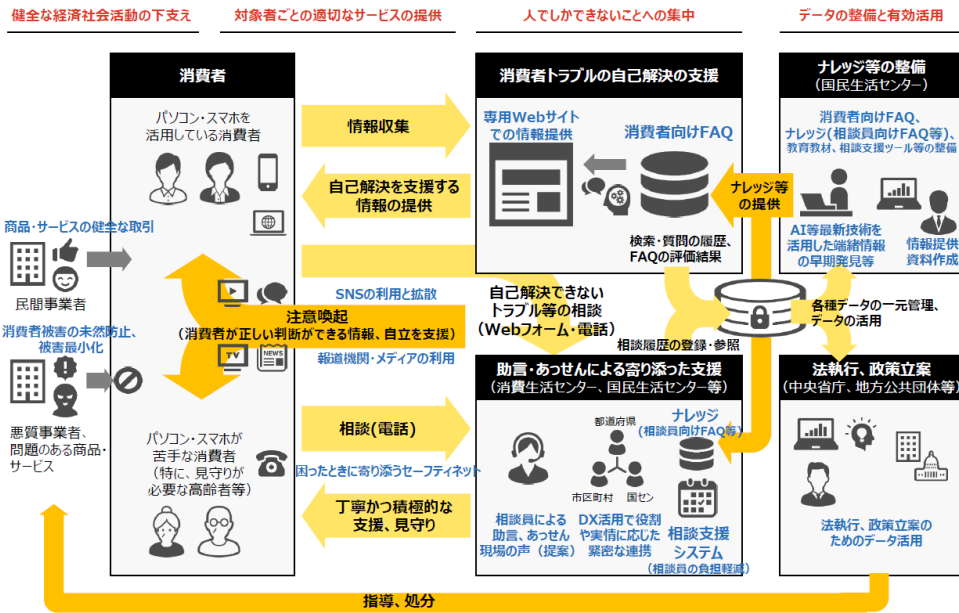 健全な経済社会活動の下支え
対象者ごとの適切なサービスの提供
人でしかできないことへの集中
データの整備と有効活用
消費者
パソコン・スマホを
活用している消費者
商品・サービスの健全な取引
民間事業者
消費者被害の未然防止、
被害最小化
悪質事業者、
問題のある商品・
サービス
情報収集
自己解決を支援する
情報の提供
SNSの利用と拡散
注意喚起
(消費者が正しい判断ができる情報、自立を支援)
TV
NEWS
報道機関・メディアの利用
パソコン・スマホが
苦手な消費者
(特に、見守りが
必要な高齢者等)
相談(電話)
困ったときに寄り添うセーフティネット
丁寧かつ積極的な
支援、見守り
消費者トラブルの自己解決の支援
専用Webサイト
での情報提供
消費者向けFAQ
検索・質問の履歴、
FAQの評価結果
自己解決できない
トラブル等の相談
(Webフォーム・電話)
相談履歴の登録・参照
助言・あっせんによる寄り添った支援
(消費生活センター、国民生活センター等)
都道府県
市区町村
国セン
ナレッジ
(相談員向けFAQ等)
相談員による
助言、あっせん
現場の声(提案)
DX活用で役割
や実情に応じた
緊密な連携
相談支援
システム
(相談員の負担軽減)
ナレッジ等
の提供
ナレッジ等の整備
(国民生活センター)
消費者向けFAQ、
ナレッジ(相談員向けFAQ等)、
教育教材、相談支援ツール等の整備
AI等最新技術を
活用した端緒情報
の早期発見等
情報提供
資料作成
各種データの一元管理、
データの活用
法執行、政策立案
(中央省庁、地方公共団体等)
法執行、政策立案の
ためのデータ活用
指導、処分